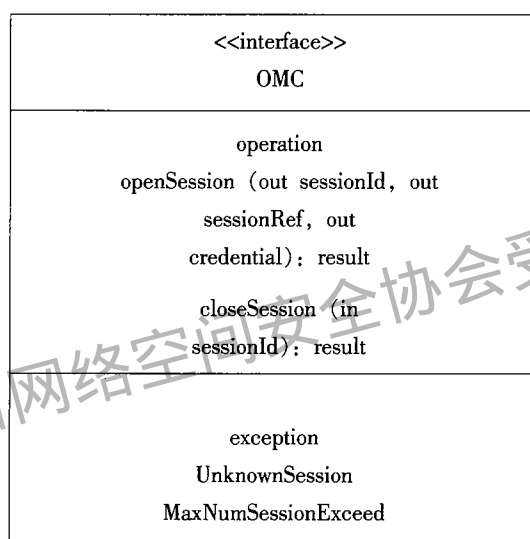 <<interface>>
OMC
operation
openSession (out sessionId, out
sessionRef, out
credential): result
closeSession (in
sessionId): result
exception
UnknownSession
MaxNumSessionExceed
网络空间安全协会